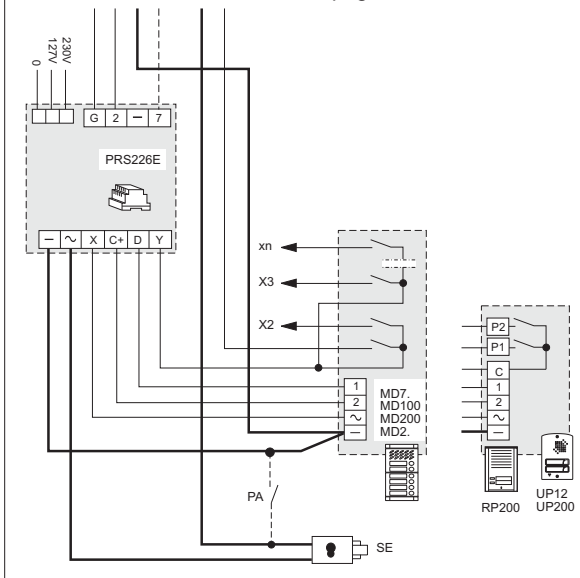 0
127V
230V
G 2 – 7
PRS226E
– ~ X C+ D Y
xn
X3
X2
1
2
~
–
MD7.
MD100
MD200
MD2.
P2
P1
C
1
2
~
–
RP200
UP12
UP200
PA
SE